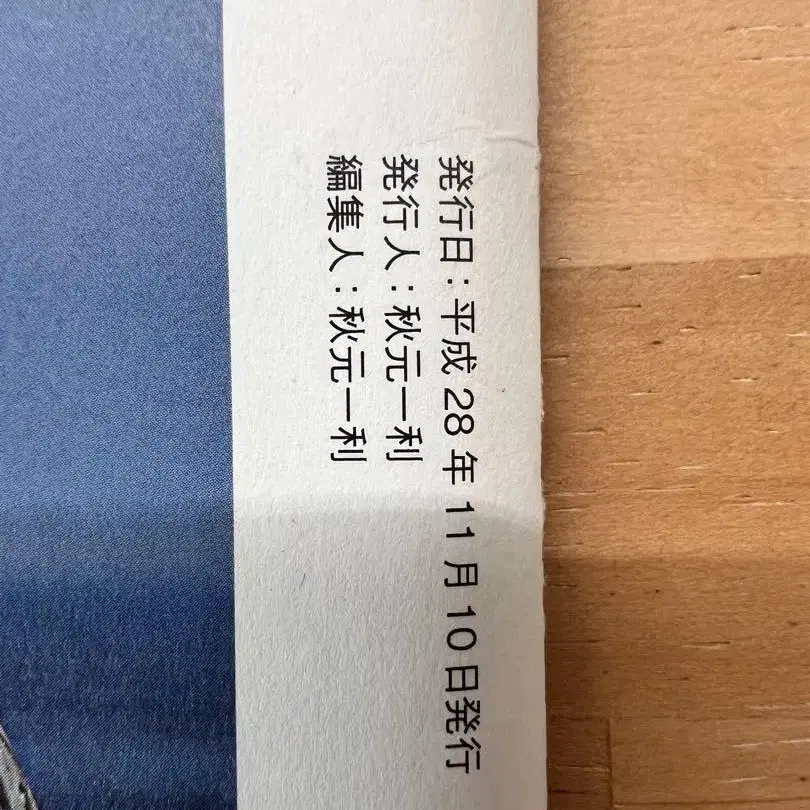 発行日：平成 28 年 11 月 10 日発行
発行人：秋元一利
編集人：秋元一利